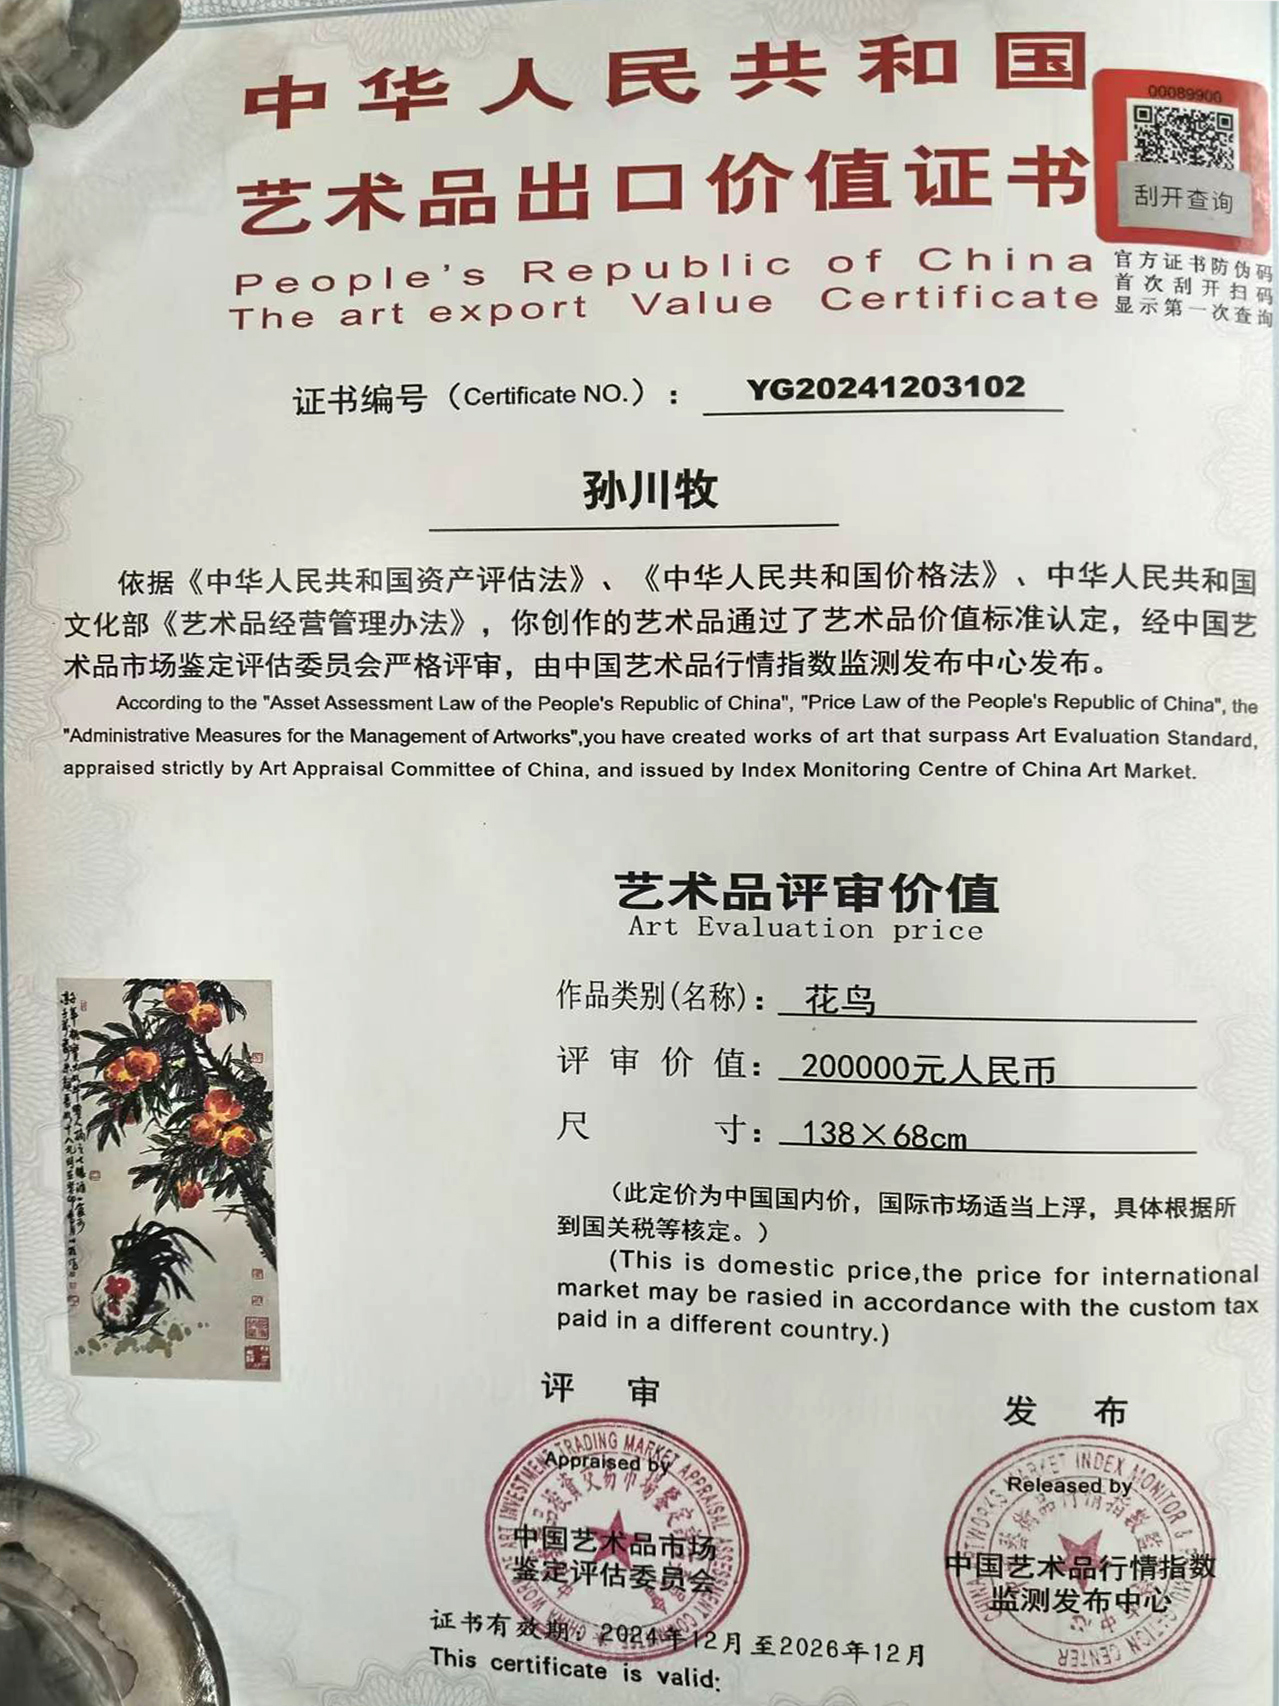 中华人民共和国
艺术品出口价值证书
People's Republic of China
The art export Value Certificate
00089900
刮开查询
官方证书防伪码
首次刮开扫码
显示第一次查询
证书编号（Certificate NO.）： YG20241203102
孙川牧
依据《中华人民共和国资产评估法》、《中华人民共和国价格法》、中华人民共和国
文化部《艺术品经营管理办法》，你创作的艺术品通过了艺术品价值标准认定，经中国艺
术品市场鉴定评估委员会严格评审，由中国艺术品行情指数监测发布中心发布。
According to the "Asset Assessment Law of the People's Republic of China", "Price Law of the People's Republic of China", the
"Administrative Measures for the Management of Artworks",you have created works of art that surpass Art Evaluation Standard,
appraised strictly by Art Appraisal Committee of China, and issued by Index Monitoring Centre of China Art Market.
艺术品评审价值
Art Evaluation price
作品类别(名称)： 花鸟
评审价值： 200000元人民币
尺寸： 138×68cm
（此定价为中国国内价，国际市场适当上浮，具体根据所
到国关税等核定。）
(This is domestic price,the price for international
market may be rasied in accordance with the custom tax
paid in a different country.)
评审
Appraised by
中国艺术品市场
鉴定评估委员会
发布
Released by
中国艺术品行情指数
监测发布中心
证书有效期：2024年12月至2026年12月
This certificate is valid: